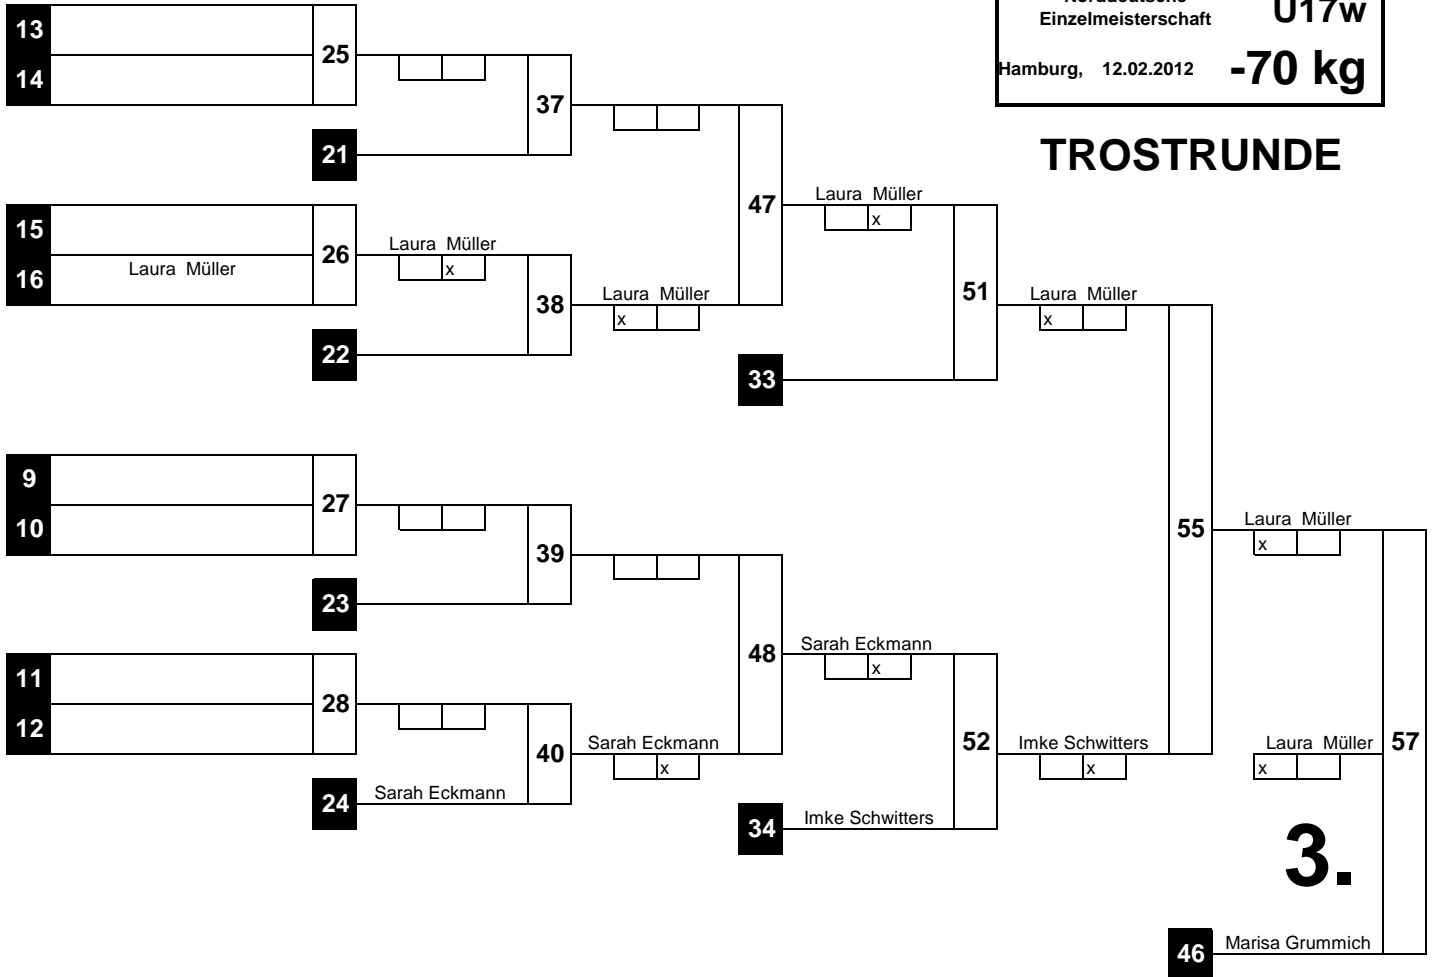 Norddeutsche
Einzelmeisterschaft
U17w
Hamburg, 12.02.2012
-70 kg
TROSTRUNDE
13
25
14
37
21
15
47
Laura Müller
x
26
Laura Müller
x
16
Laura Müller
38
Laura Müller
x
51
Laura Müller
x
22
33
9
27
10
39
55
Laura Müller
x
23
11
48
Sarah Eckmann
x
28
12
40
Sarah Eckmann
x
52
Imke Schwitters
x
Laura Müller
x
57
24
Sarah Eckmann
34
Imke Schwitters
3.
46
Marisa Grummich